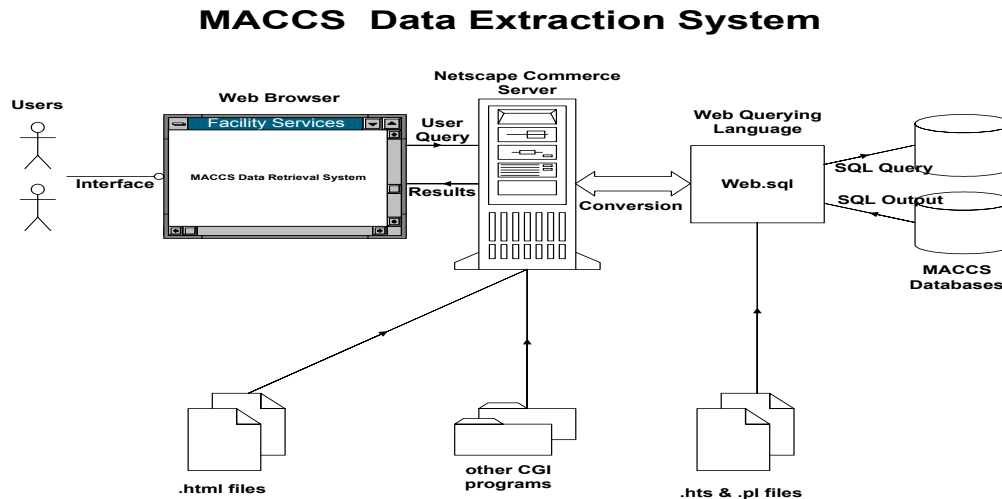 MACCS Data Extraction System
Netscape Commerce
Server
Users
Web Browser
Facility Services
User
Query
Web Querying
Language
MACCS Data Retrieval System
Interface
Results
Conversion
Web.sql
SQL Query
SQL Output
MACCS
Databases
.html files
other CGI
programs
.hts & .pl files